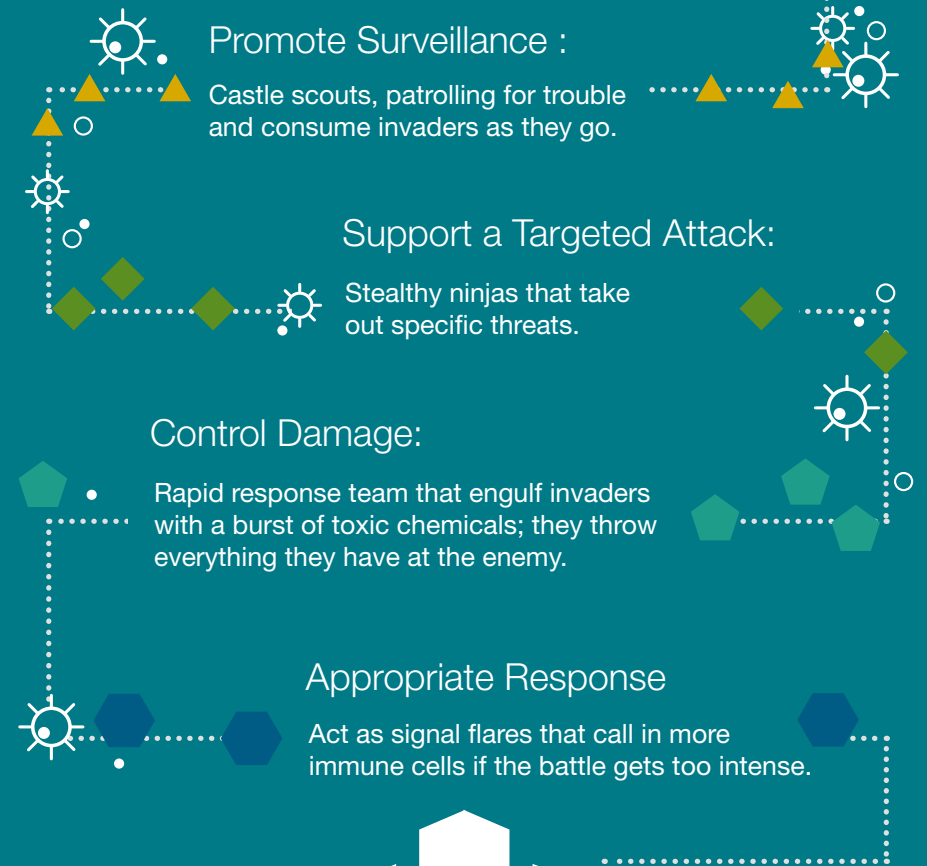 Promote Surveillance :
Castle scouts, patrolling for trouble
and consume invaders as they go.
Support a Targeted Attack:
Stealthy ninjas that take
out specific threats.
Control Damage:
Rapid response team that engulf invaders
with a burst of toxic chemicals; they throw
everything they have at the enemy.
Appropriate Response
Act as signal flares that call in more
immune cells if the battle gets too intense.